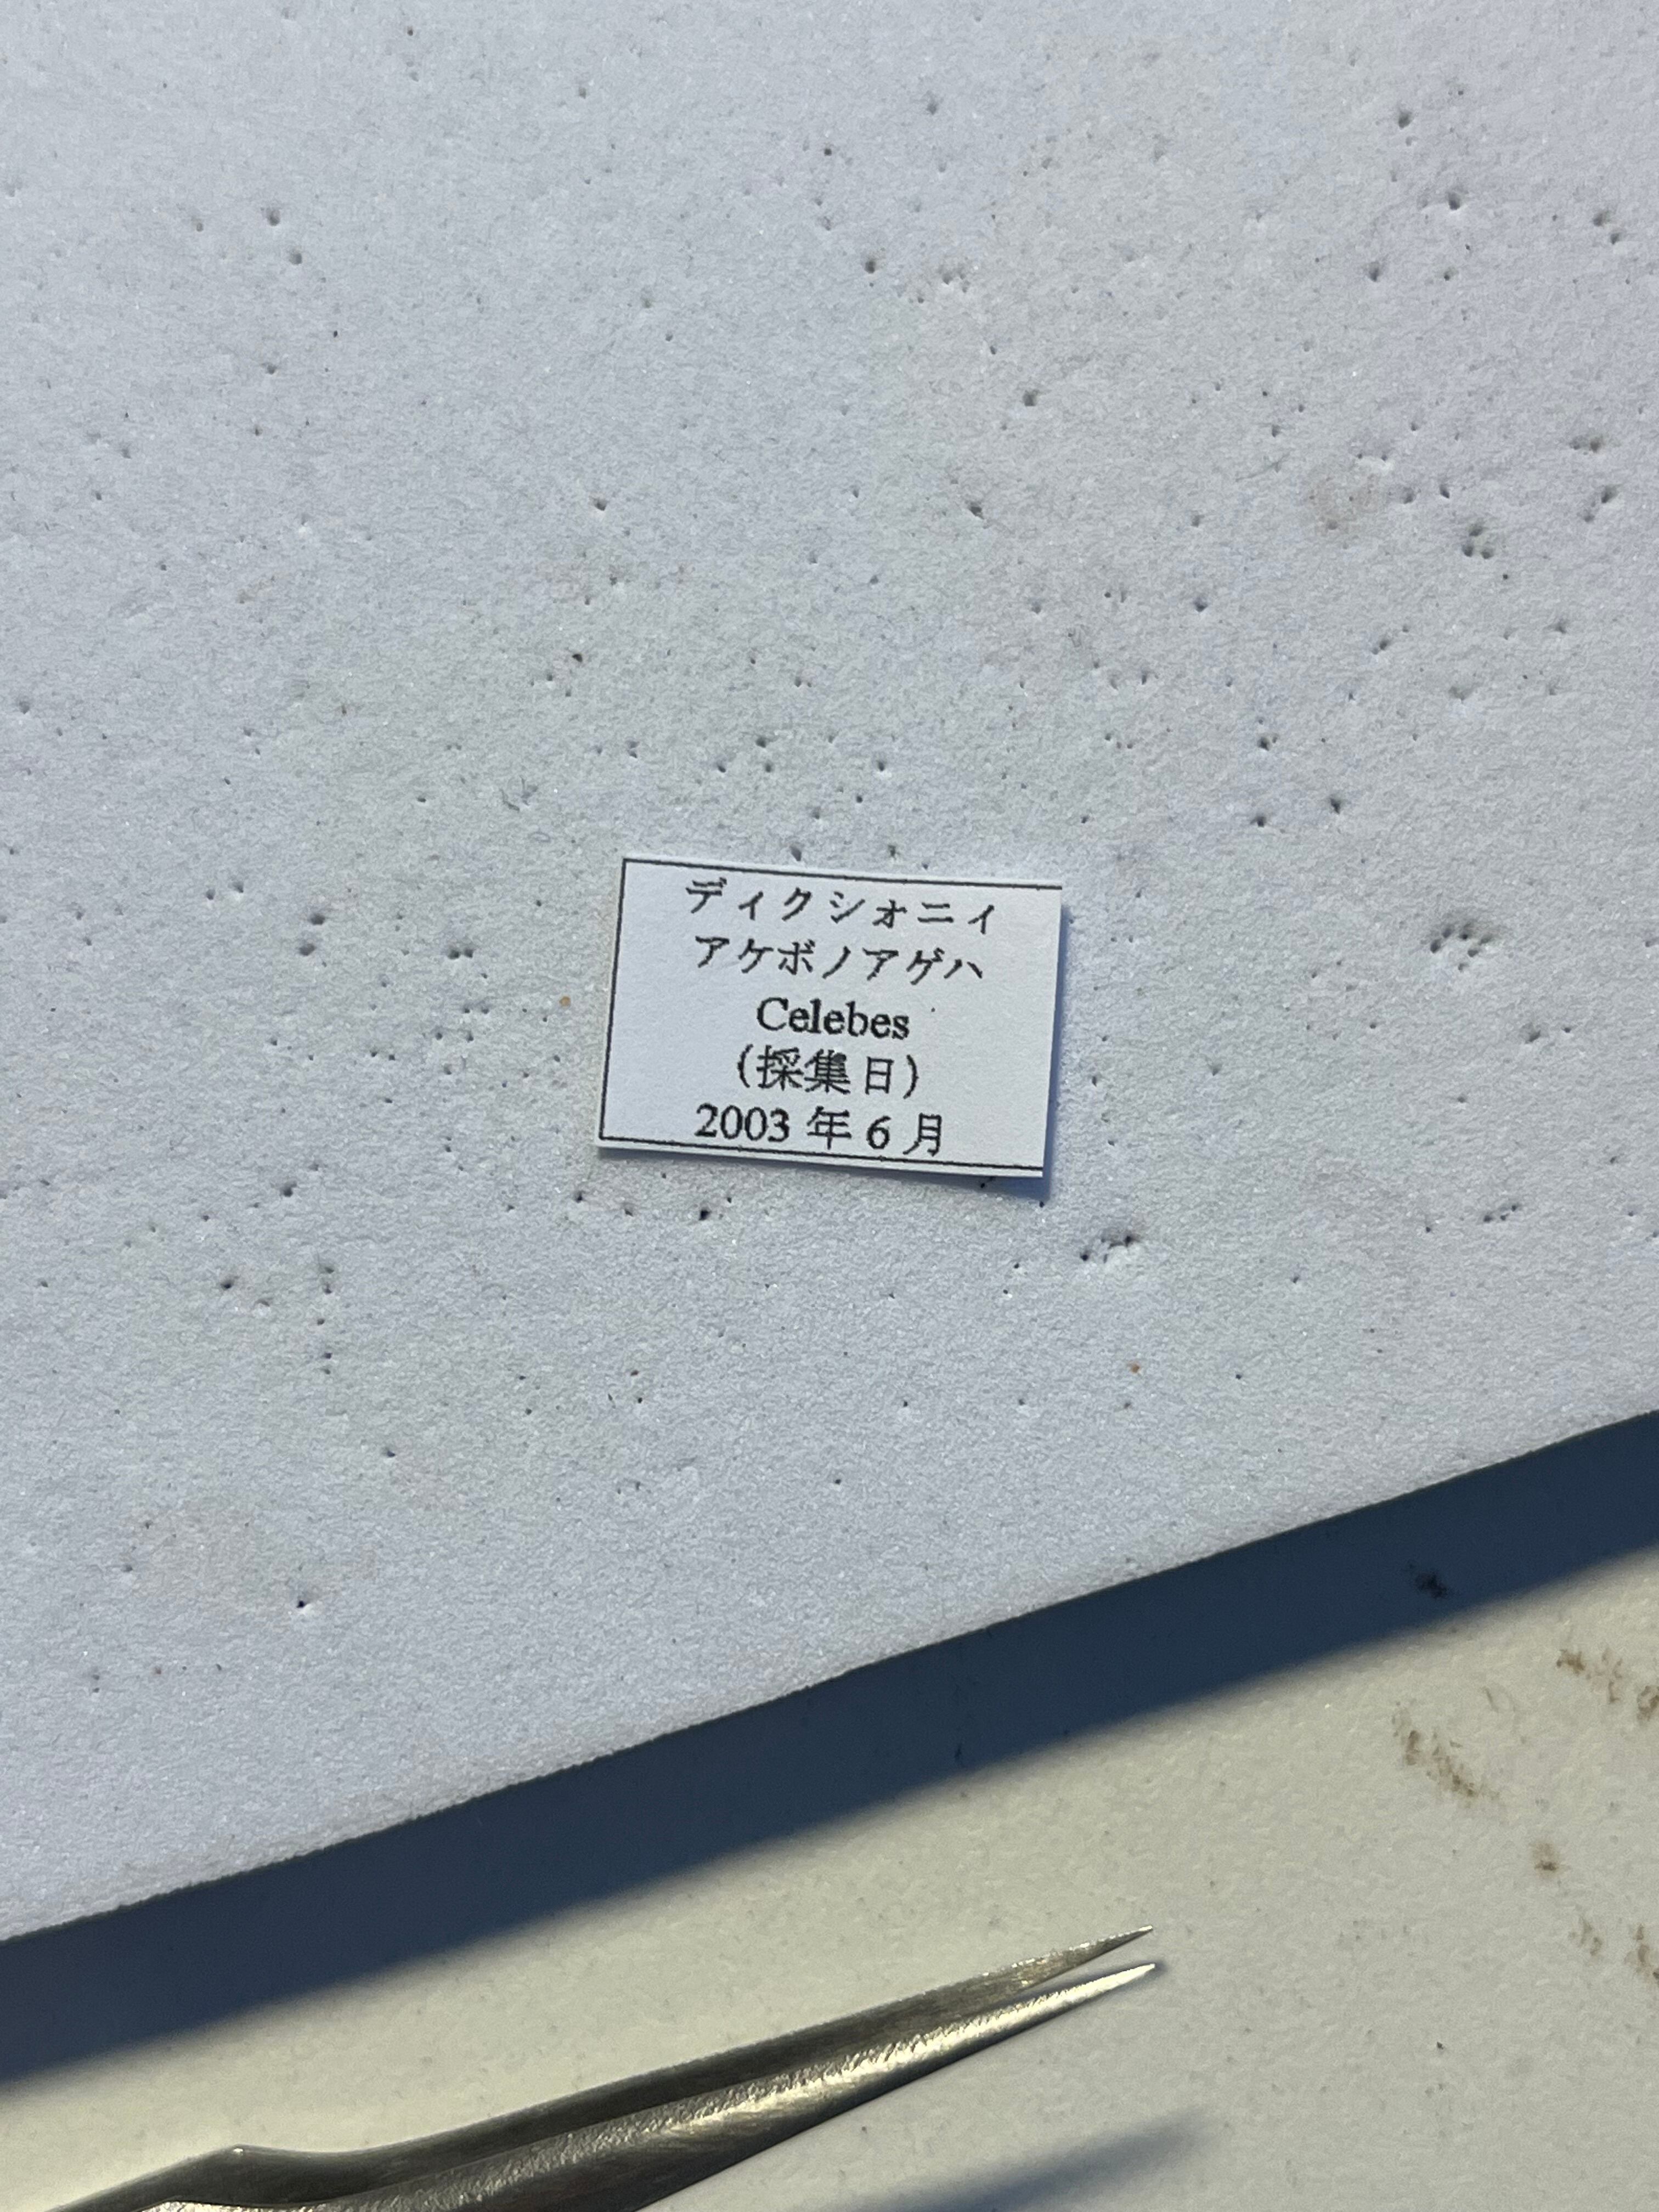 ディクシォニィ
アケボノアゲハ
Celebes
(採集日)
2003 年 6 月